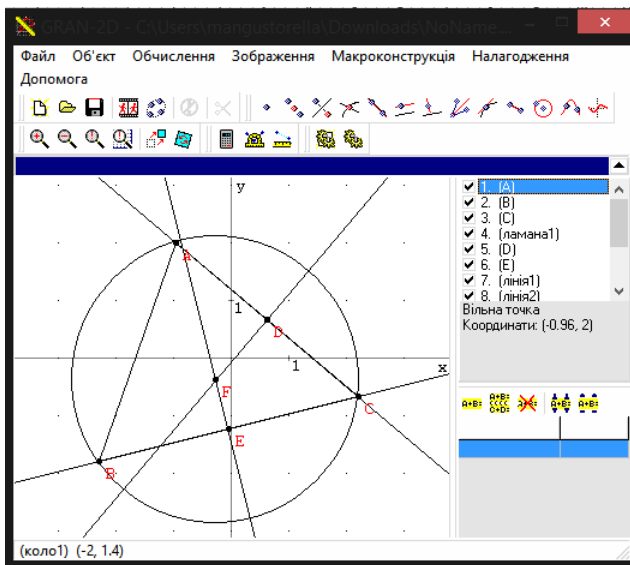 GRAN-2D - C:\Users\mangustorella\Downloads\NoName...
Файл Об'єкт Обчислення Зображення Макроконструкція Налагодження
Допомога
y
A
1
D
1
x
F
C
E
B
1. (A)
2. (B)
3. (C)
4. (ламана1)
5. (D)
6. (E)
7. (лінія1)
8. (лінія2)
Вільна точка
Координати: (-0.96, 2)
(коло1) (-2, 1.4)